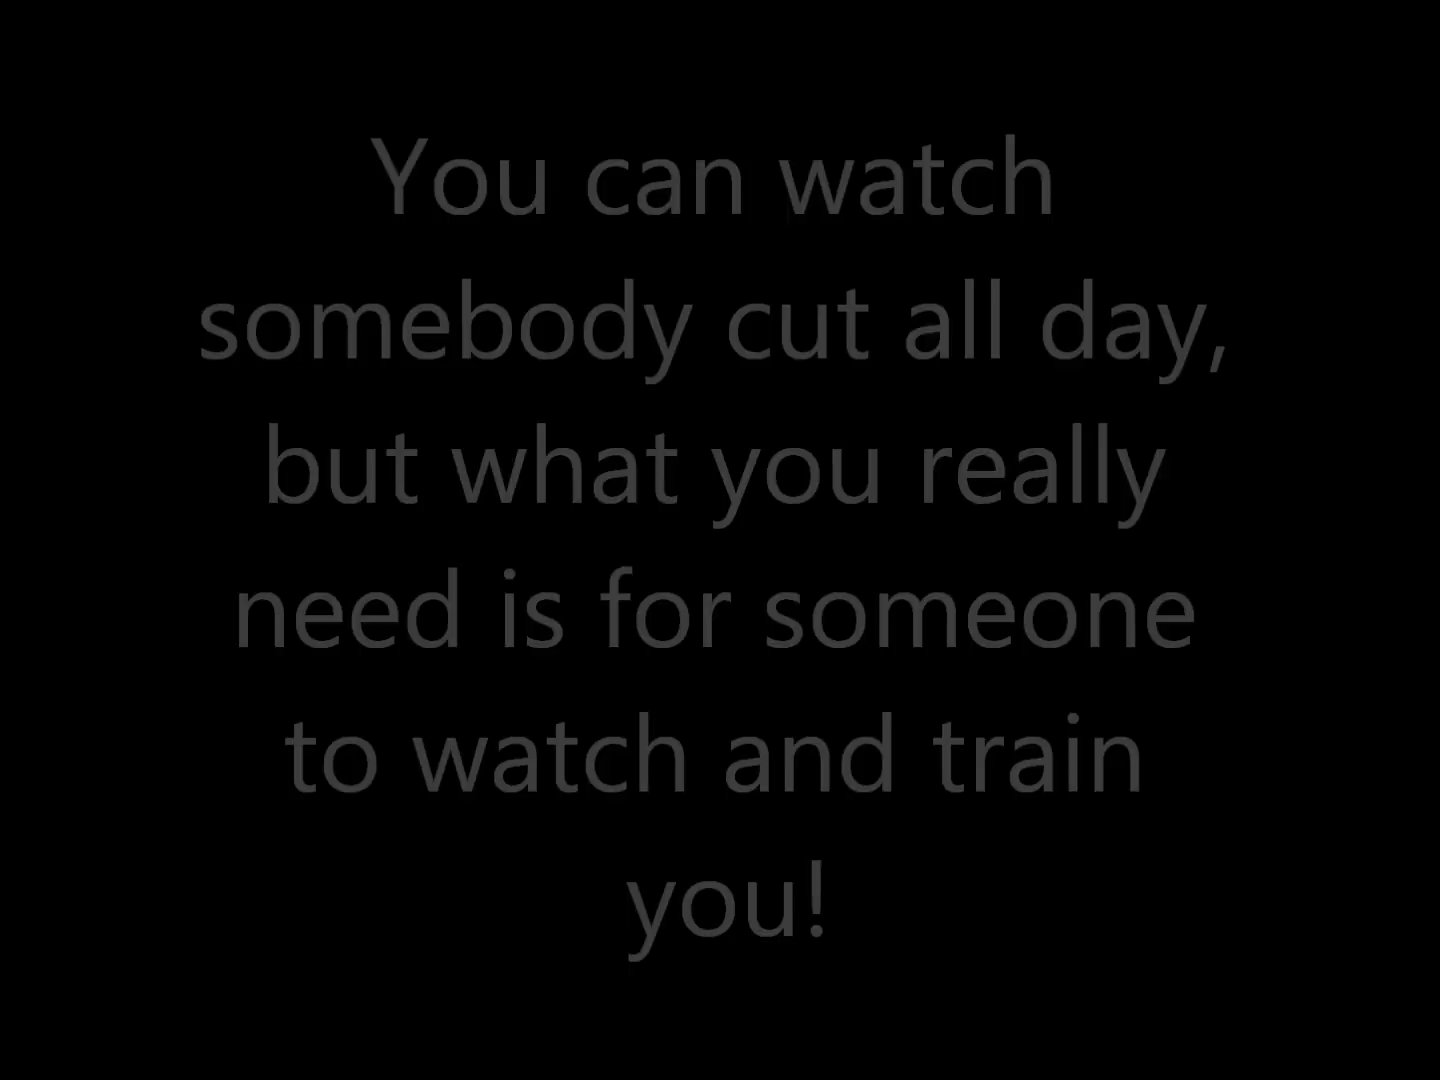 You can watch
somebody cut all day,
but what you really
need is for someone
to watch and train
you!